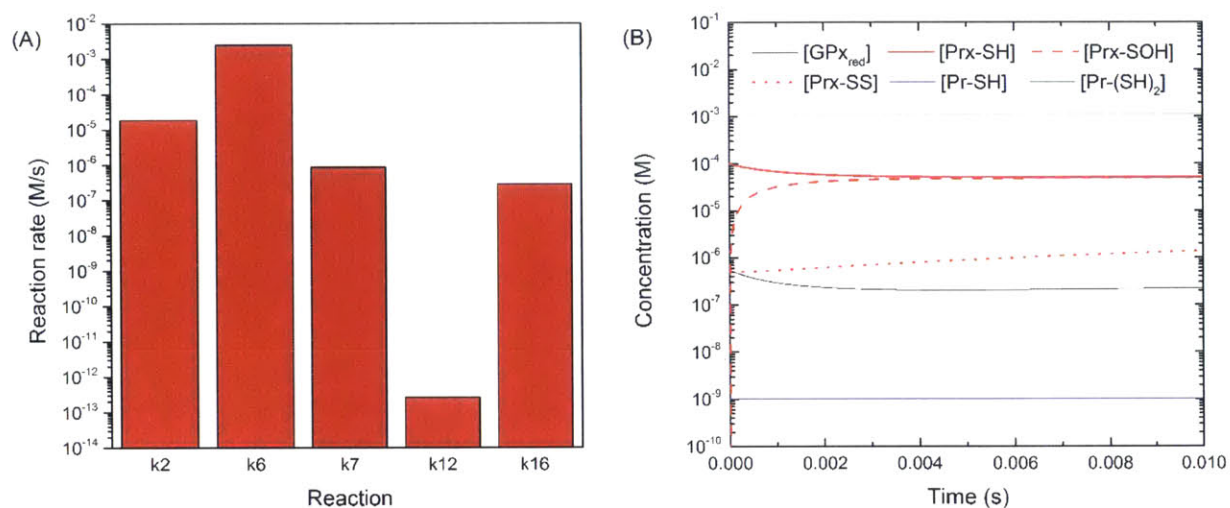 (A)
Reaction rate (M/s)
10⁻²
10⁻³
10⁻⁴
10⁻⁵
10⁻⁶
10⁻⁷
10⁻⁸
10⁻⁹
10⁻¹⁰
10⁻¹¹
10⁻¹²
10⁻¹³
10⁻¹⁴
k2 k6 k7 k12 k16
Reaction
(B)
Concentration (M)
10⁻¹
10⁻²
10⁻³
10⁻⁴
10⁻⁵
10⁻⁶
10⁻⁷
10⁻⁸
10⁻⁹
10⁻¹⁰
[GPx_red] [Prx-SH] [Prx-SOH]
[Prx-SS] [Pr-SH] [Pr-(SH)₂]
0.000 0.002 0.004 0.006 0.008 0.010
Time (s)